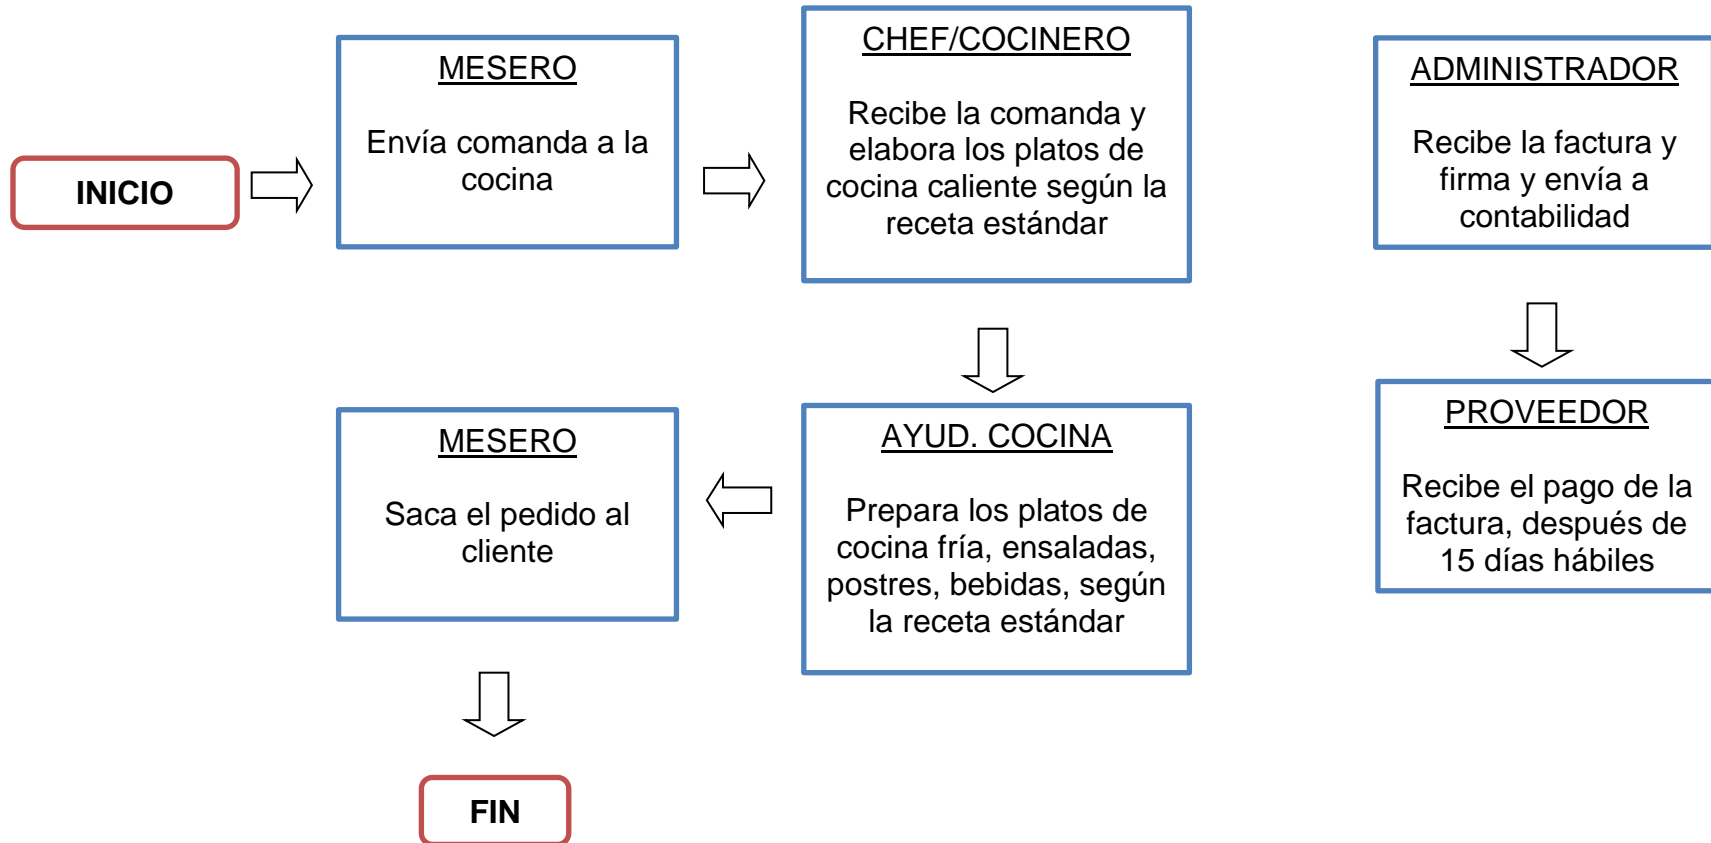 INICIO
MESERO
Envía comanda a la
cocina
CHEF/COCINERO
Recibe la comanda y
elabora los platos de
cocina caliente según la
receta estándar
AYUD. COCINA
Prepara los platos de
cocina fría, ensaladas,
postres, bebidas, según
la receta estándar
MESERO
Saca el pedido al
cliente
FIN
ADMINISTRADOR
Recibe la factura y
firma y envía a
contabilidad
PROVEEDOR
Recibe el pago de la
factura, después de
15 días hábiles